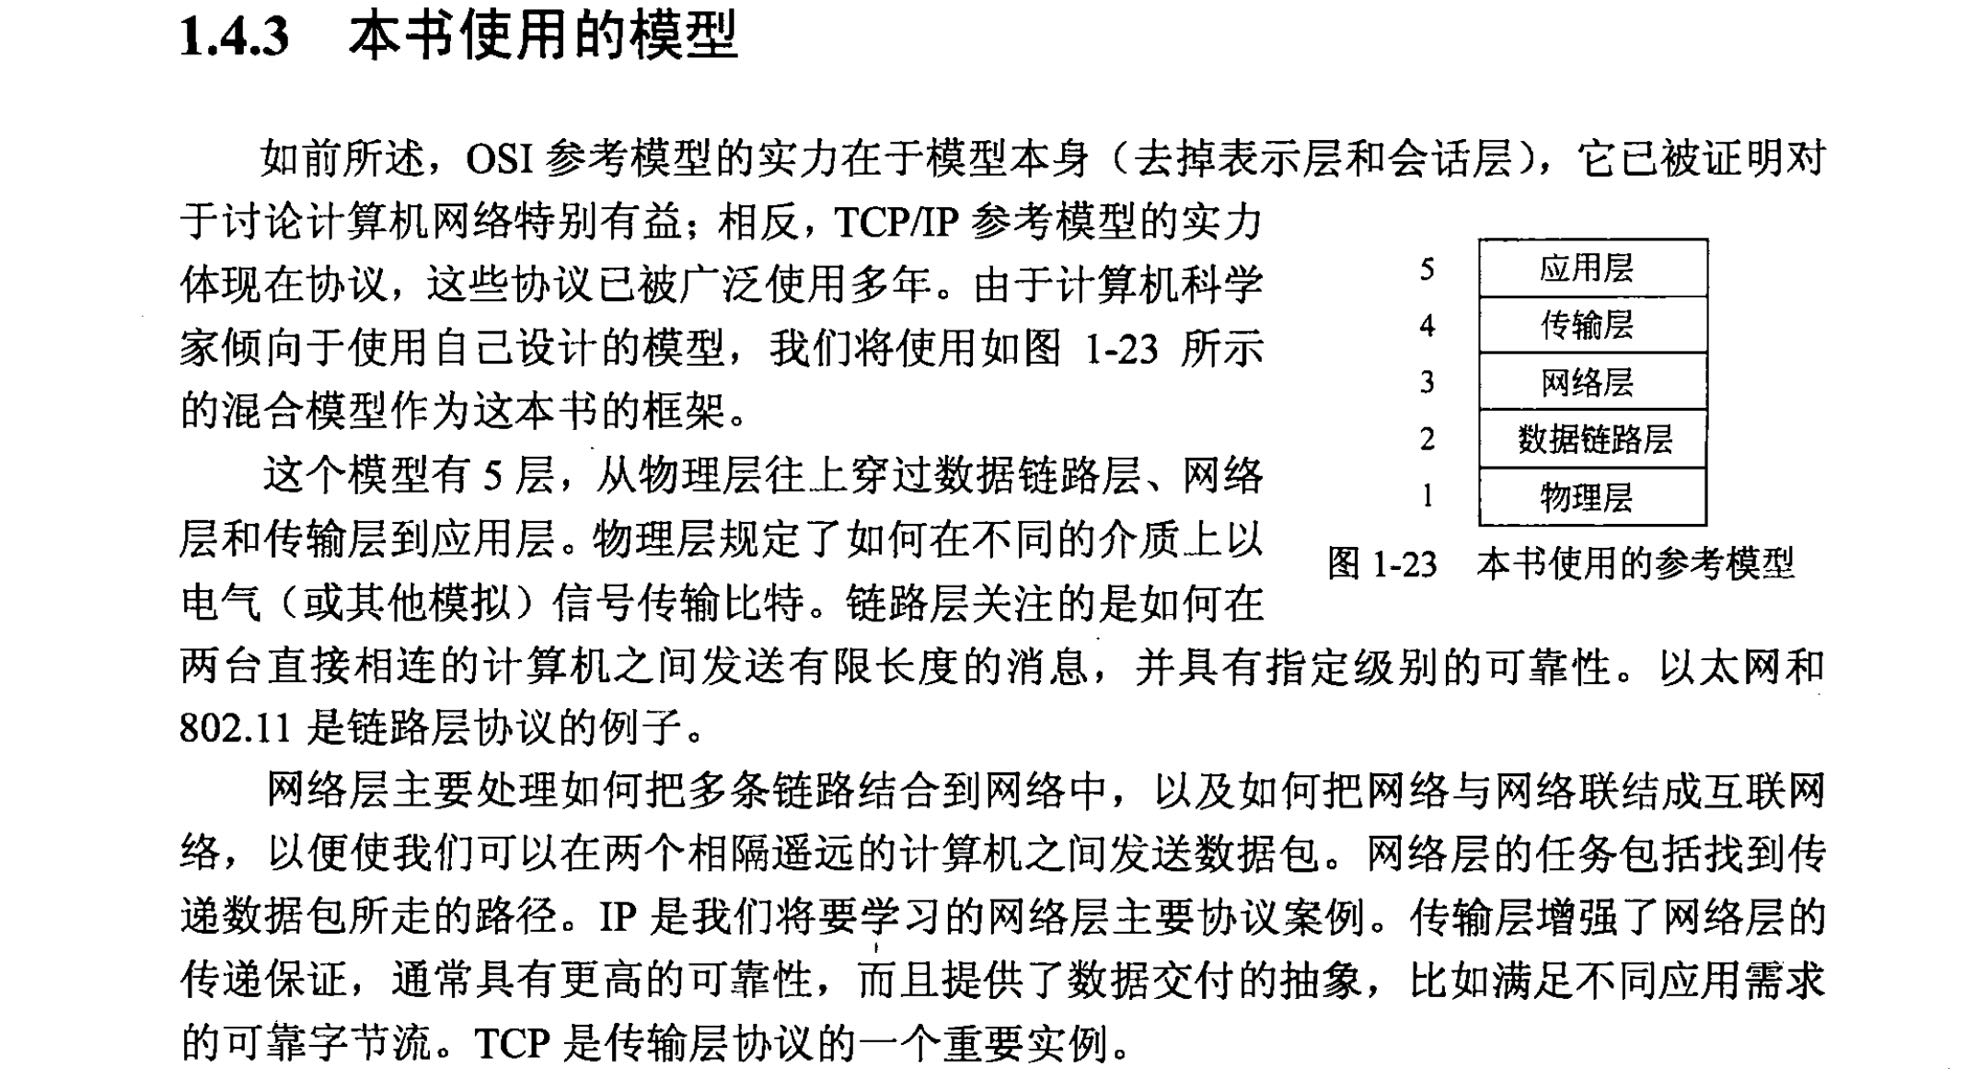 1.4.3 本书使用的模型
如前所述，OSI 参考模型的实力在于模型本身（去掉表示层和会话层），它已被证明对
于讨论计算机网络特别有益；相反，TCP/IP 参考模型的实力
体现在协议，这些协议已被广泛使用多年。由于计算机科学
家倾向于使用自己设计的模型，我们将使用如图 1-23 所示
的混合模型作为这本书的框架。
这个模型有 5 层，从物理层往上穿过数据链路层、网络
层和传输层到应用层。物理层规定了如何在不同的介质上以
电气（或其他模拟）信号传输比特。链路层关注的是如何在
5 应用层
4 传输层
3 网络层
2 数据链路层
1 物理层
图 1-23 本书使用的参考模型
两台直接相连的计算机之间发送有限长度的消息，并具有指定级别的可靠性。以太网和
802.11 是链路层协议的例子。
网络层主要处理如何把多条链路结合到网络中，以及如何把网络与网络联结成互联网
络，以便使我们可以在两个相隔遥远的计算机之间发送数据包。网络层的任务包括找到传
递数据包所走的路径。IP 是我们将要学习的网络层主要协议案例。传输层增强了网络层的
传递保证，通常具有更高的可靠性，而且提供了数据交付的抽象，比如满足不同应用需求
的可靠字节流。TCP 是传输层协议的一个重要实例。